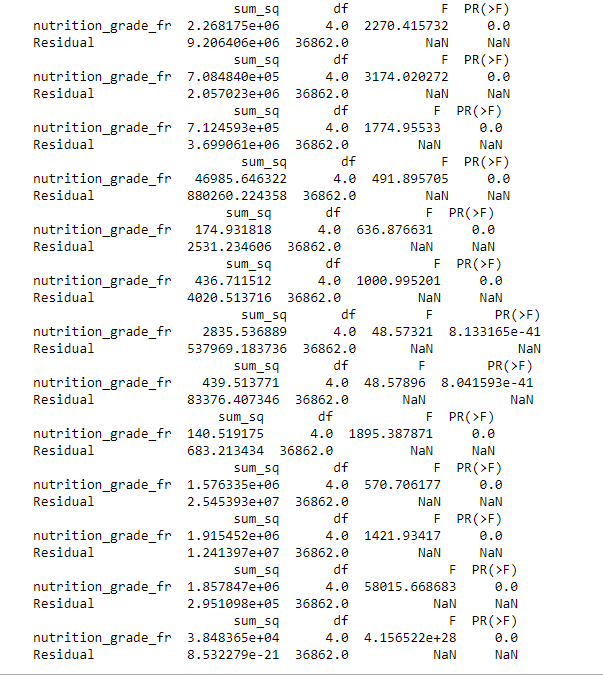 sum_sq df F PR(>F)
nutrition_grade_fr 2.268175e+06 4.0 2270.415732 0.0
Residual 9.206406e+06 36862.0 NaN NaN
sum_sq df F PR(>F)
nutrition_grade_fr 7.084840e+05 4.0 3174.020272 0.0
Residual 2.057023e+06 36862.0 NaN NaN
sum_sq df F PR(>F)
nutrition_grade_fr 7.124593e+05 4.0 1774.95533 0.0
Residual 3.699061e+06 36862.0 NaN NaN
sum_sq df F PR(>F)
nutrition_grade_fr 46985.646322 4.0 491.895705 0.0
Residual 880260.224358 36862.0 NaN NaN
sum_sq df F PR(>F)
nutrition_grade_fr 174.931818 4.0 636.876631 0.0
Residual 2531.234606 36862.0 NaN NaN
sum_sq df F PR(>F)
nutrition_grade_fr 436.711512 4.0 1000.995201 0.0
Residual 4020.513716 36862.0 NaN NaN
sum_sq df F PR(>F)
nutrition_grade_fr 2835.536889 4.0 48.57321 8.133165e-41
Residual 537969.183736 36862.0 NaN NaN
sum_sq df F PR(>F)
nutrition_grade_fr 439.513771 4.0 48.57896 8.041593e-41
Residual 83376.407346 36862.0 NaN NaN
sum_sq df F PR(>F)
nutrition_grade_fr 140.519175 4.0 1895.387871 0.0
Residual 683.213434 36862.0 NaN NaN
sum_sq df F PR(>F)
nutrition_grade_fr 1.576335e+06 4.0 570.706177 0.0
Residual 2.545393e+07 36862.0 NaN NaN
sum_sq df F PR(>F)
nutrition_grade_fr 1.915452e+06 4.0 1421.93417 0.0
Residual 1.241397e+07 36862.0 NaN NaN
sum_sq df F PR(>F)
nutrition_grade_fr 1.857847e+06 4.0 58015.668683 0.0
Residual 2.951098e+05 36862.0 NaN NaN
sum_sq df F PR(>F)
nutrition_grade_fr 3.848365e+04 4.0 4.156522e+28 0.0
Residual 8.532279e-21 36862.0 NaN NaN